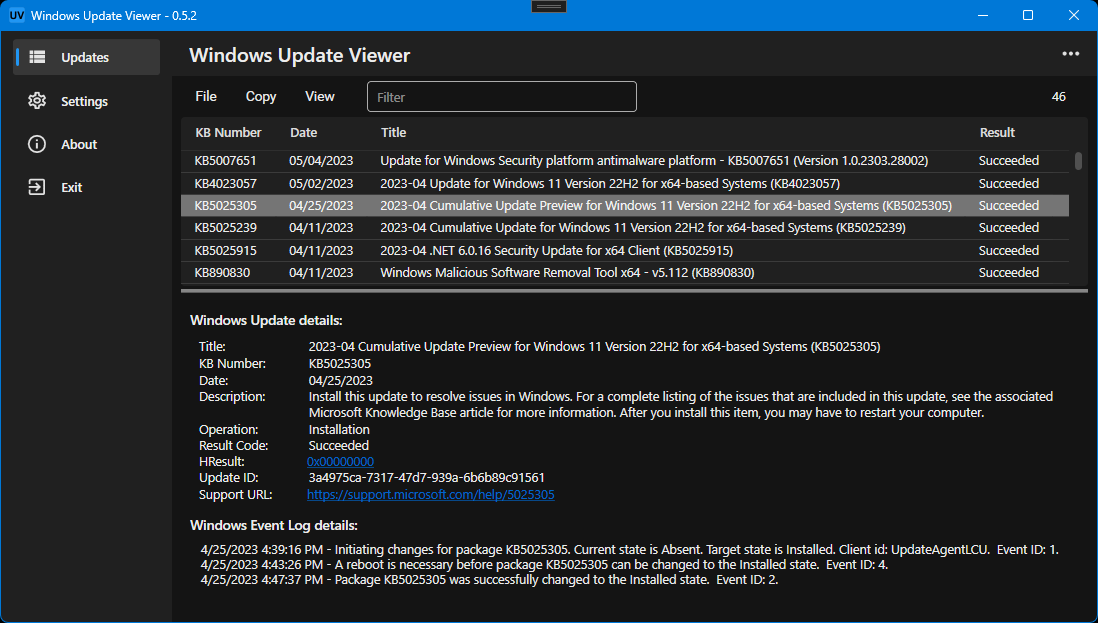 UV Windows Update Viewer - 0.5.2
Updates
Settings
About
Exit
Windows Update Viewer
File Copy View Filter 46
KB Number Date Title Result
KB5007651 05/04/2023 Update for Windows Security platform antimalware platform - KB5007651 (Version 1.0.2303.28002) Succeeded
KB4023057 05/02/2023 2023-04 Update for Windows 11 Version 22H2 for x64-based Systems (KB4023057) Succeeded
KB5025305 04/25/2023 2023-04 Cumulative Update Preview for Windows 11 Version 22H2 for x64-based Systems (KB5025305) Succeeded
KB5025239 04/11/2023 2023-04 Cumulative Update for Windows 11 Version 22H2 for x64-based Systems (KB5025239) Succeeded
KB5025915 04/11/2023 2023-04 .NET 6.0.16 Security Update for x64 Client (KB5025915) Succeeded
KB890830 04/11/2023 Windows Malicious Software Removal Tool x64 - v5.112 (KB890830) Succeeded
Windows Update details:
Title: 2023-04 Cumulative Update Preview for Windows 11 Version 22H2 for x64-based Systems (KB5025305)
KB Number: KB5025305
Date: 04/25/2023
Description: Install this update to resolve issues in Windows. For a complete listing of the issues that are included in this update, see the associated
Microsoft Knowledge Base article for more information. After you install this item, you may have to restart your computer.
Operation: Installation
Result Code: Succeeded
HResult: 0x00000000
Update ID: 3a4975ca-7317-47d7-939a-6b6b89c91561
Support URL: https://support.microsoft.com/help/5025305
Windows Event Log details:
4/25/2023 4:39:16 PM - Initiating changes for package KB5025305. Current state is Absent. Target state is Installed. Client id: UpdateAgentLCU. Event ID: 1.
4/25/2023 4:43:26 PM - A reboot is necessary before package KB5025305 can be changed to the Installed state. Event ID: 4.
4/25/2023 4:47:37 PM - Package KB5025305 was successfully changed to the Installed state. Event ID: 2.